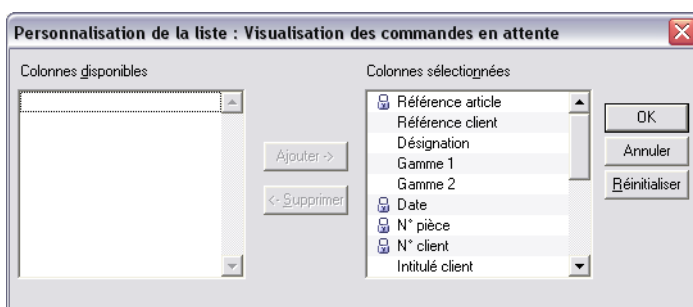 Personnalisation de la liste : Visualisation des commandes en attente
Colonnes disponibles
Colonnes sélectionnées
Référence article
Référence client
Désignation
Gamme 1
Gamme 2
Date
N° pièce
N° client
Intitulé client
Ajouter ->
<- Supprimer
OK
Annuler
Réinitialiser